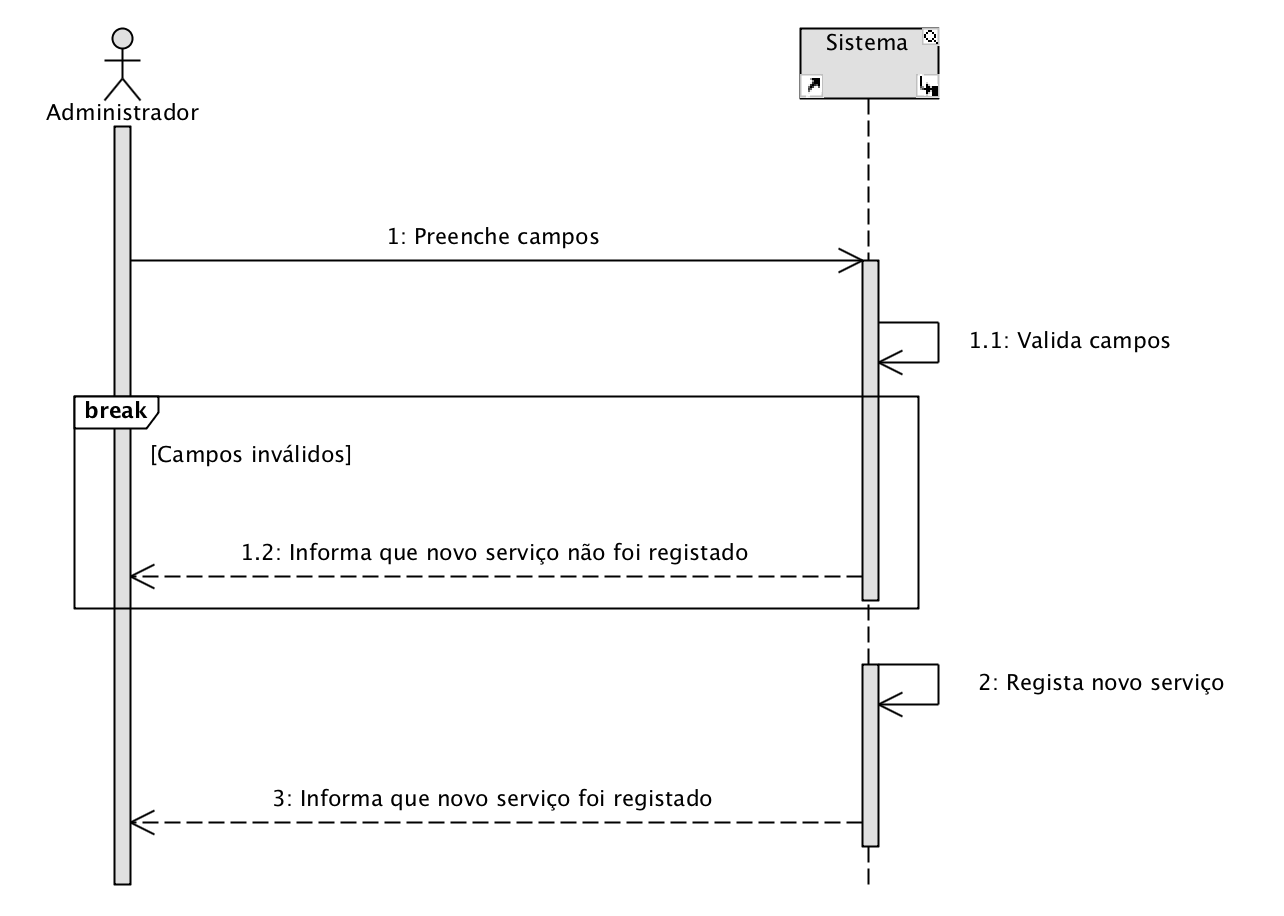 Sistema
Administrador
1: Preenche campos
1.1: Valida campos
break
[Campos inválidos]
1.2: Informa que novo serviço não foi registado
2: Regista novo serviço
3: Informa que novo serviço foi registado